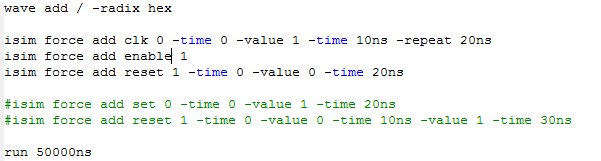 wave add / -radix hex
isim force add clk 0 -time 0 -value 1 -time 10ns -repeat 20ns
isim force add enable 1
isim force add reset 1 -time 0 -value 0 -time 20ns
#isim force add set 0 -time 0 -value 1 -time 20ns
#isim force add reset 1 -time 0 -value 0 -time 10ns -value 1 -time 30ns
run 50000ns